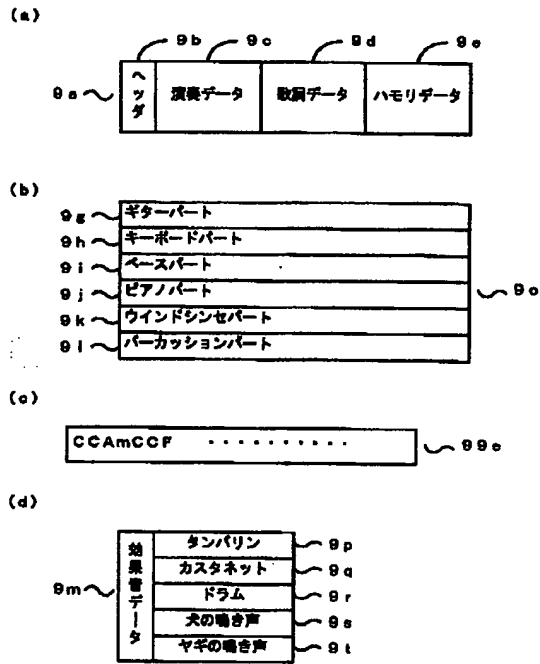 (a)
9b 9c 9d 9e
9a
ヘッダ 演奏データ 歌詞データ ハモリデータ
(b)
9g ギターパート
9h キーボードパート
9i ベースパート
9j ピアノパート
9k ウインドシンセパート
9l パーカッションパート
9c
(c)
CCAmCCF ・・・・・・・・・・ 99c
(d)
9m 効果音データ
タンバリン 9p
カスタネット 9q
ドラム 9r
犬の鳴き声 9s
ヤギの鳴き声 9t